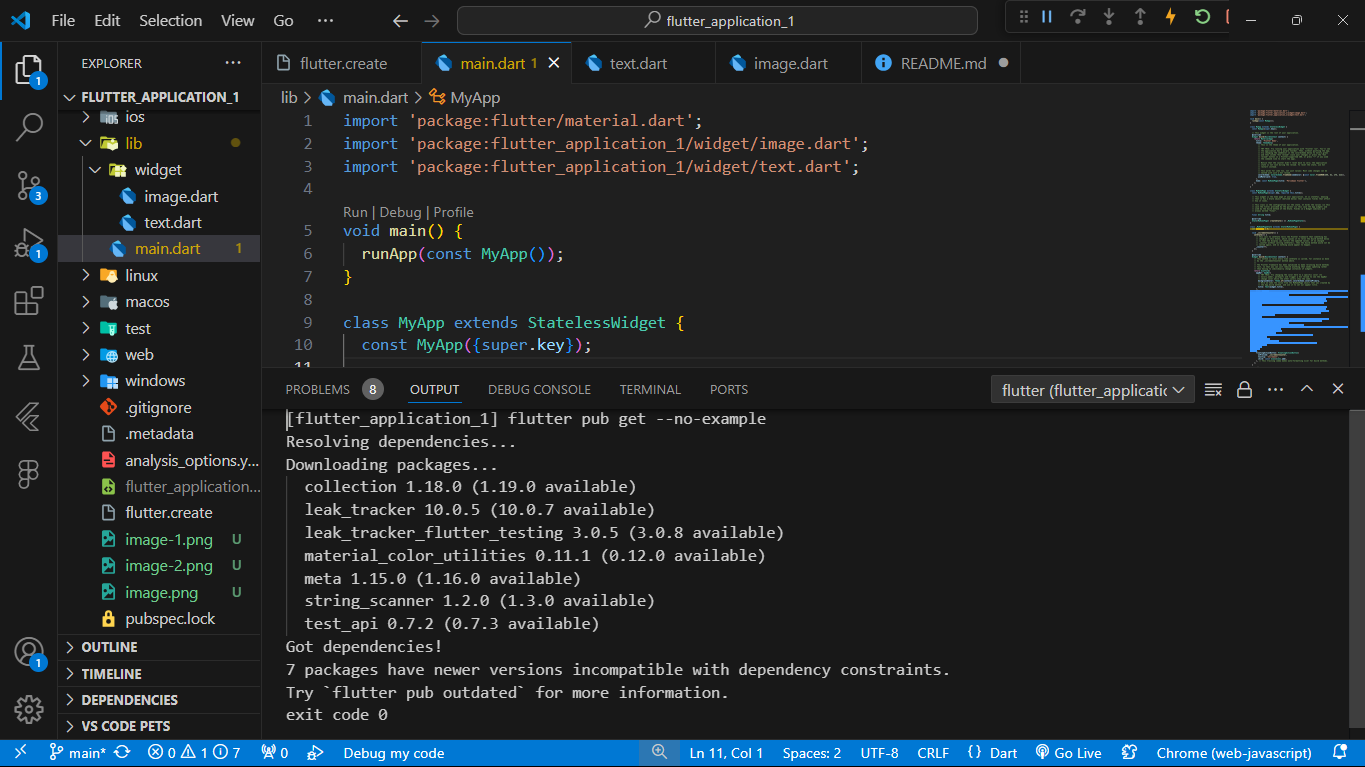 File Edit Selection View Go ··· flutter_application_1
EXPLORER ···
FLUTTER_APPLICATION_1
ios
lib
widget
image.dart
text.dart
main.dart 1
linux
macos
test
web
windows
.gitignore
.metadata
analysis_options.y...
flutter_application...
flutter.create
image-1.png U
image-2.png U
image.png U
pubspec.lock
OUTLINE
TIMELINE
DEPENDENCIES
VS CODE PETS
1
3
1
1
flutter.create main.dart 1 text.dart image.dart README.md
lib > main.dart > MyApp
1 import 'package:flutter/material.dart';
2 import 'package:flutter_application_1/widget/image.dart';
3 import 'package:flutter_application_1/widget/text.dart';
4
Run | Debug | Profile
5 void main() {
6 runApp(const MyApp());
7 }
8
9 class MyApp extends StatelessWidget {
10 const MyApp({super.key});
11
PROBLEMS 8 OUTPUT DEBUG CONSOLE TERMINAL PORTS flutter (flutter_applicatic
[flutter_application_1] flutter pub get --no-example
Resolving dependencies...
Downloading packages...
collection 1.18.0 (1.19.0 available)
leak_tracker 10.0.5 (10.0.7 available)
leak_tracker_flutter_testing 3.0.5 (3.0.8 available)
material_color_utilities 0.11.1 (0.12.0 available)
meta 1.15.0 (1.16.0 available)
string_scanner 1.2.0 (1.3.0 available)
test_api 0.7.2 (0.7.3 available)
Got dependencies!
7 packages have newer versions incompatible with dependency constraints.
Try `flutter pub outdated` for more information.
exit code 0
main* 0 1 7 0 Debug my code Ln 11, Col 1 Spaces: 2 UTF-8 CRLF {} Dart Go Live Chrome (web-javascript)